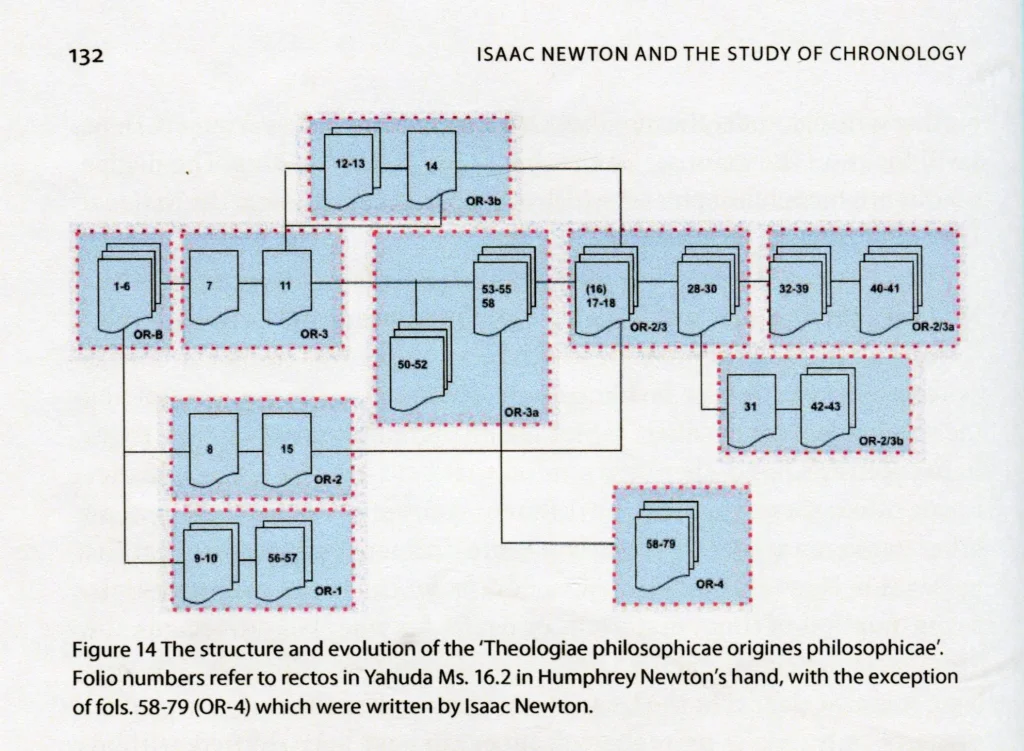 132
ISAAC NEWTON AND THE STUDY OF CHRONOLOGY
12-13
14
OR-3b
1-6
OR-B
7
11
OR-3
53-55
58
50-52
OR-3a
(16)
17-18
28-30
OR-2/3
32-39
40-41
OR-2/3a
31
42-43
OR-2/3b
8
15
OR-2
9-10
56-57
OR-1
58-79
OR-4
Figure 14 The structure and evolution of the ‘Theologiae philosophicae origines philosophicae’.
Folio numbers refer to rectos in Yahuda Ms. 16.2 in Humphrey Newton’s hand, with the exception
of fols. 58-79 (OR-4) which were written by Isaac Newton.